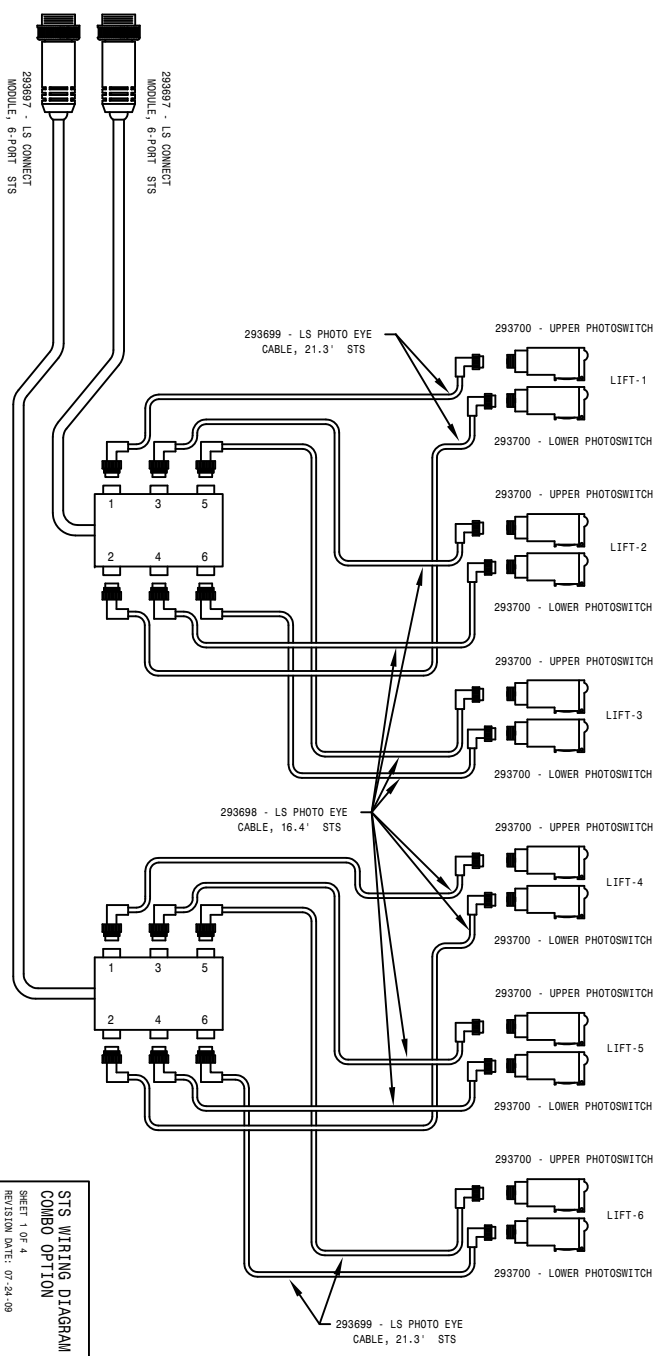 293697 - LS CONNECT
MODULE, 6-PORT STS
293697 - LS CONNECT
MODULE, 6-PORT STS
293699 - LS PHOTO EYE
CABLE, 21.3' STS
293700 - UPPER PHOTOSWITCH
LIFT-1
293700 - LOWER PHOTOSWITCH
1 3 5
2 4 6
293700 - UPPER PHOTOSWITCH
LIFT-2
293700 - LOWER PHOTOSWITCH
293700 - UPPER PHOTOSWITCH
LIFT-3
293700 - LOWER PHOTOSWITCH
293698 - LS PHOTO EYE
CABLE, 16.4' STS
293700 - UPPER PHOTOSWITCH
LIFT-4
293700 - LOWER PHOTOSWITCH
1 3 5
2 4 6
293700 - UPPER PHOTOSWITCH
LIFT-5
293700 - LOWER PHOTOSWITCH
293700 - UPPER PHOTOSWITCH
LIFT-6
293700 - LOWER PHOTOSWITCH
293699 - LS PHOTO EYE
CABLE, 21.3' STS
STS WIRING DIAGRAM
COMBO OPTION
SHEET 1 OF 4
REVISION DATE: 07-24-09